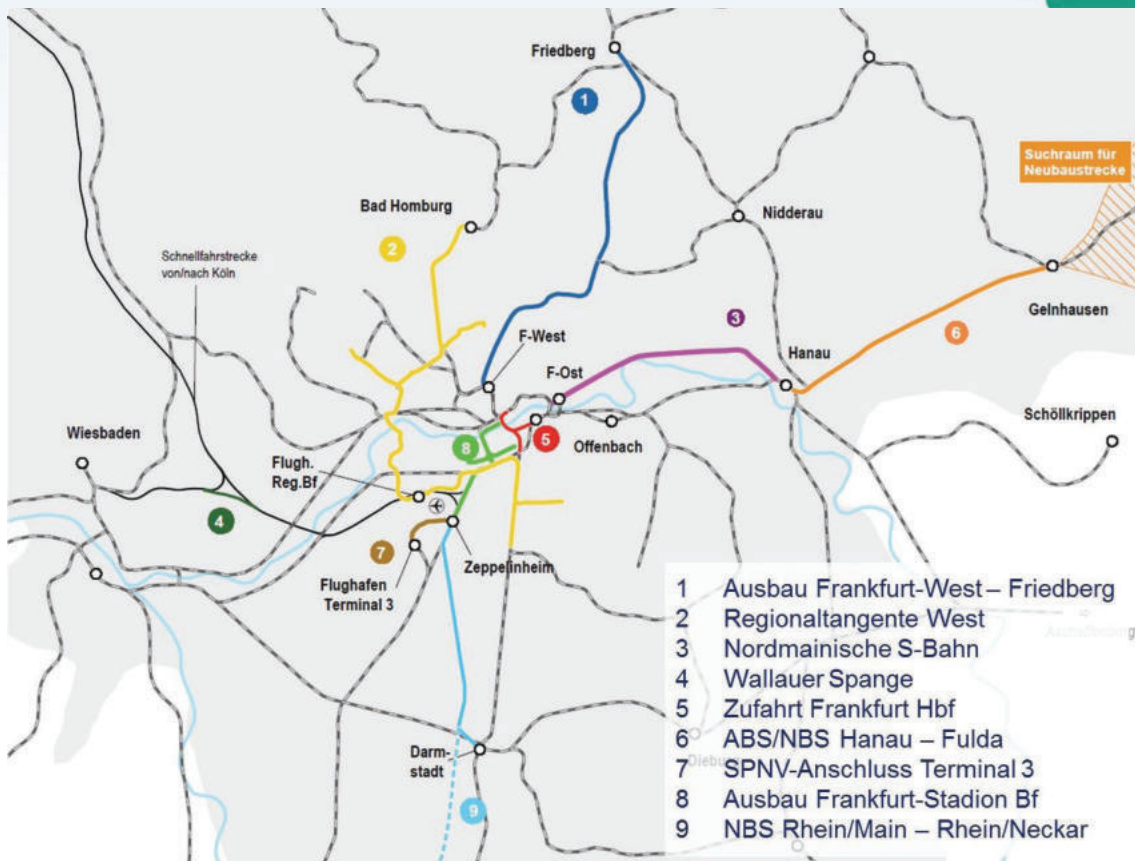 Friedberg
1
Suchraum für
Neubaustrecke
Bad Homburg
Nidderau
2
Schnellfahrstrecke
von/nach Köln
Gelnhausen
3
6
F-West
Hanau
F-Ost
Schöllkrippen
Wiesbaden
8
5
Offenbach
Flugh.
Reg.Bf
4
7
Zeppelinheim
Flughafen
Terminal 3
Darm-
stadt
9
1 Ausbau Frankfurt-West – Friedberg
2 Regionaltangente West
3 Nordmainische S-Bahn
4 Wallauer Spange
5 Zufahrt Frankfurt Hbf
6 ABS/NBS Hanau – Fulda
7 SPNV-Anschluss Terminal 3
8 Ausbau Frankfurt-Stadion Bf
9 NBS Rhein/Main – Rhein/Neckar